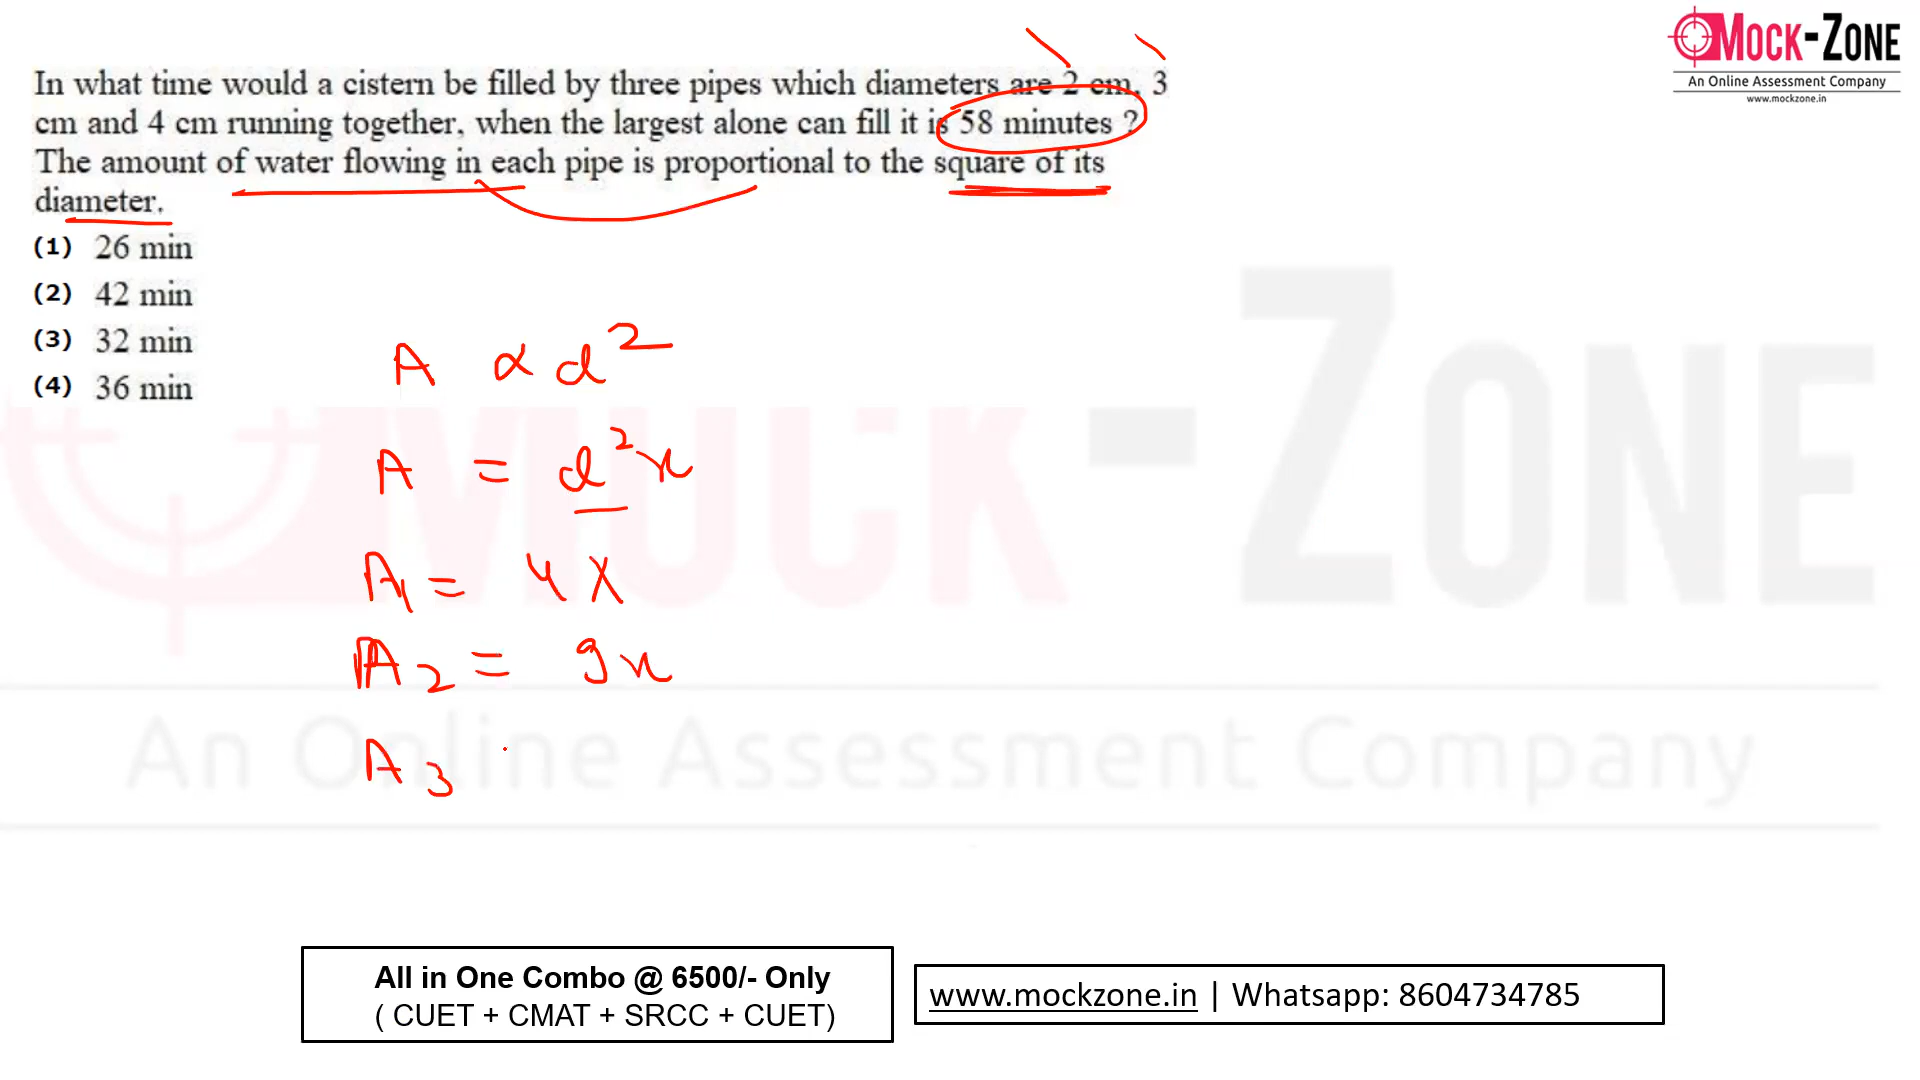 MOCK-ZONE
An Online Assessment Company
www.mockzone.in
In what time would a cistern be filled by three pipes which diameters are 2 cm, 3
cm and 4 cm running together, when the largest alone can fill it is 58 minutes ?
The amount of water flowing in each pipe is proportional to the square of its
diameter.
(1) 26 min
(2) 42 min
(3) 32 min
(4) 36 min
A ∝ d²
A = d²x
A₁ = 4x
A₂ = 9x
A₃
MOCK-ZONE
An Online Assessment Company
All in One Combo @ 6500/- Only
( CUET + CMAT + SRCC + CUET)
www.mockzone.in | Whatsapp: 8604734785